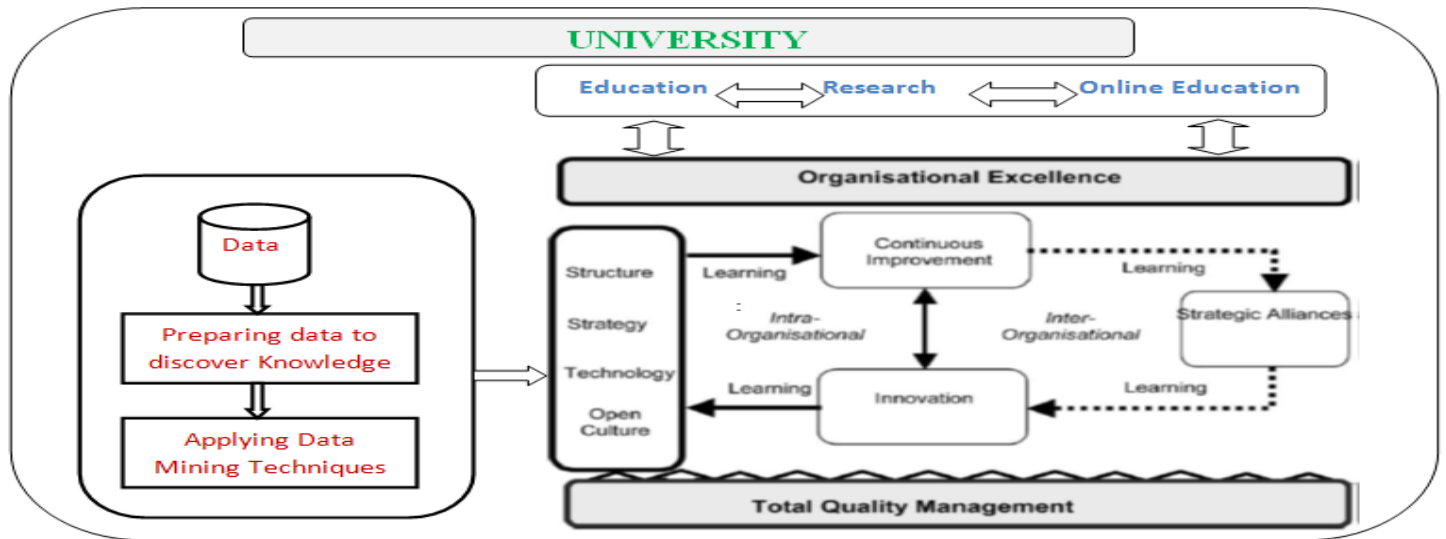 UNIVERSITY
Education
Research
Online Education
Organisational Excellence
Data
Preparing data to
discover Knowledge
Applying Data
Mining Techniques
Structure
Strategy
Technology
Open
Culture
Learning
Continuous
Improvement
Learning
:
Intra-
Organisational
Inter-
Organisational
Strategic Alliances
Learning
Innovation
Learning
Total Quality Management